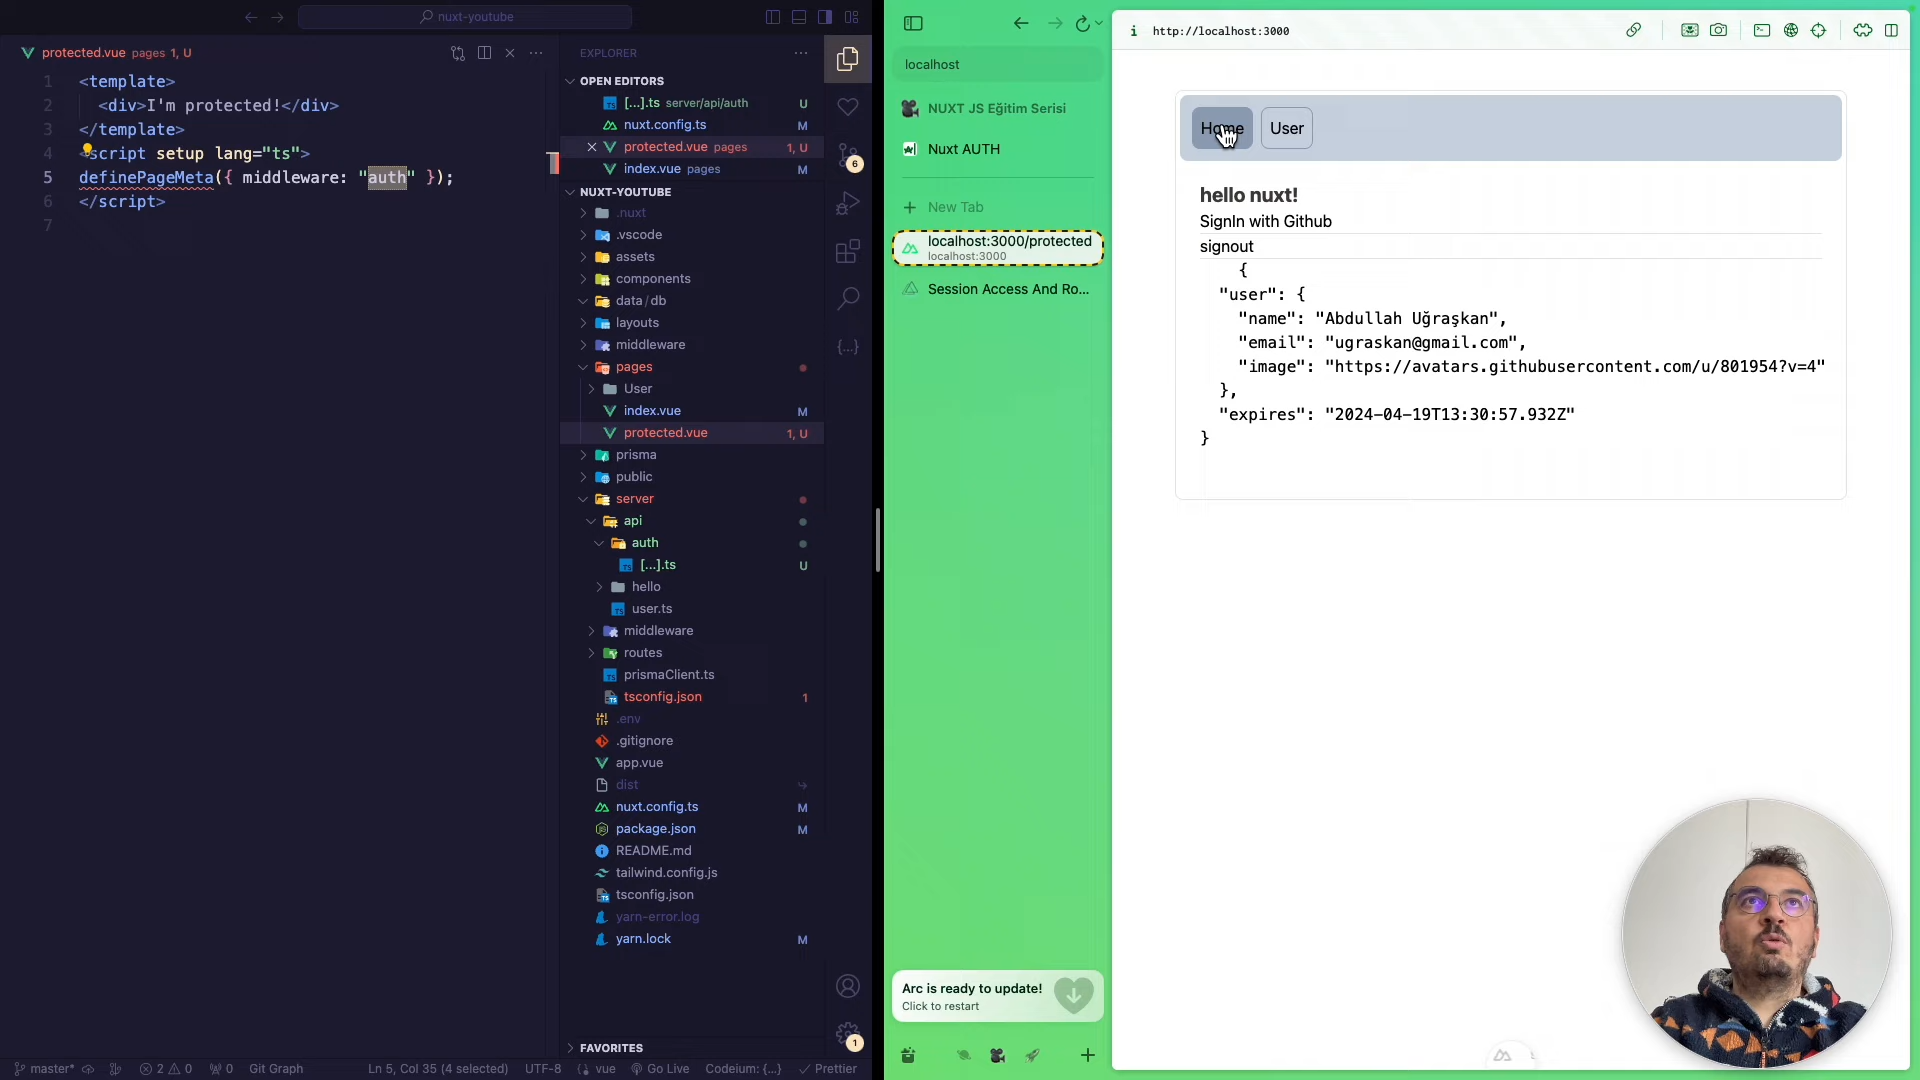 nuxt-youtube
protected.vue pages 1, U
1 <template>
2 <div>I'm protected!</div>
3 </template>
4 <script setup lang="ts">
5 definePageMeta({ middleware: "auth" });
6 </script>
7
EXPLORER
OPEN EDITORS
[...].ts server/api/auth U
nuxt.config.ts M
protected.vue pages 1, U
index.vue pages M
NUXT-YOUTUBE
.nuxt
.vscode
assets
components
data/db
layouts
middleware
pages
User
index.vue M
protected.vue 1, U
prisma
public
server
api
auth
[...].ts U
hello
user.ts
middleware
routes
prismaClient.ts
tsconfig.json 1
.env
.gitignore
app.vue
dist
nuxt.config.ts M
package.json M
README.md
tailwind.config.js
tsconfig.json
yarn-error.log
yarn.lock M
FAVORITES
6
1
master* 2 0 0 Git Graph Ln 5, Col 35 (4 selected) UTF-8 vue Go Live Codeium: {...} Prettier
localhost
NUXT JS Eğitim Serisi
Nuxt AUTH
New Tab
localhost:3000/protected
localhost:3000
Session Access And Ro...
Arc is ready to update!
Click to restart
http://localhost:3000
Home User
hello nuxt!
SignIn with Github
signout
{
"user": {
"name": "Abdullah Uğraşkan",
"email": "ugraskan@gmail.com",
"image": "https://avatars.githubusercontent.com/u/801954?v=4"
},
"expires": "2024-04-19T13:30:57.932Z"
}